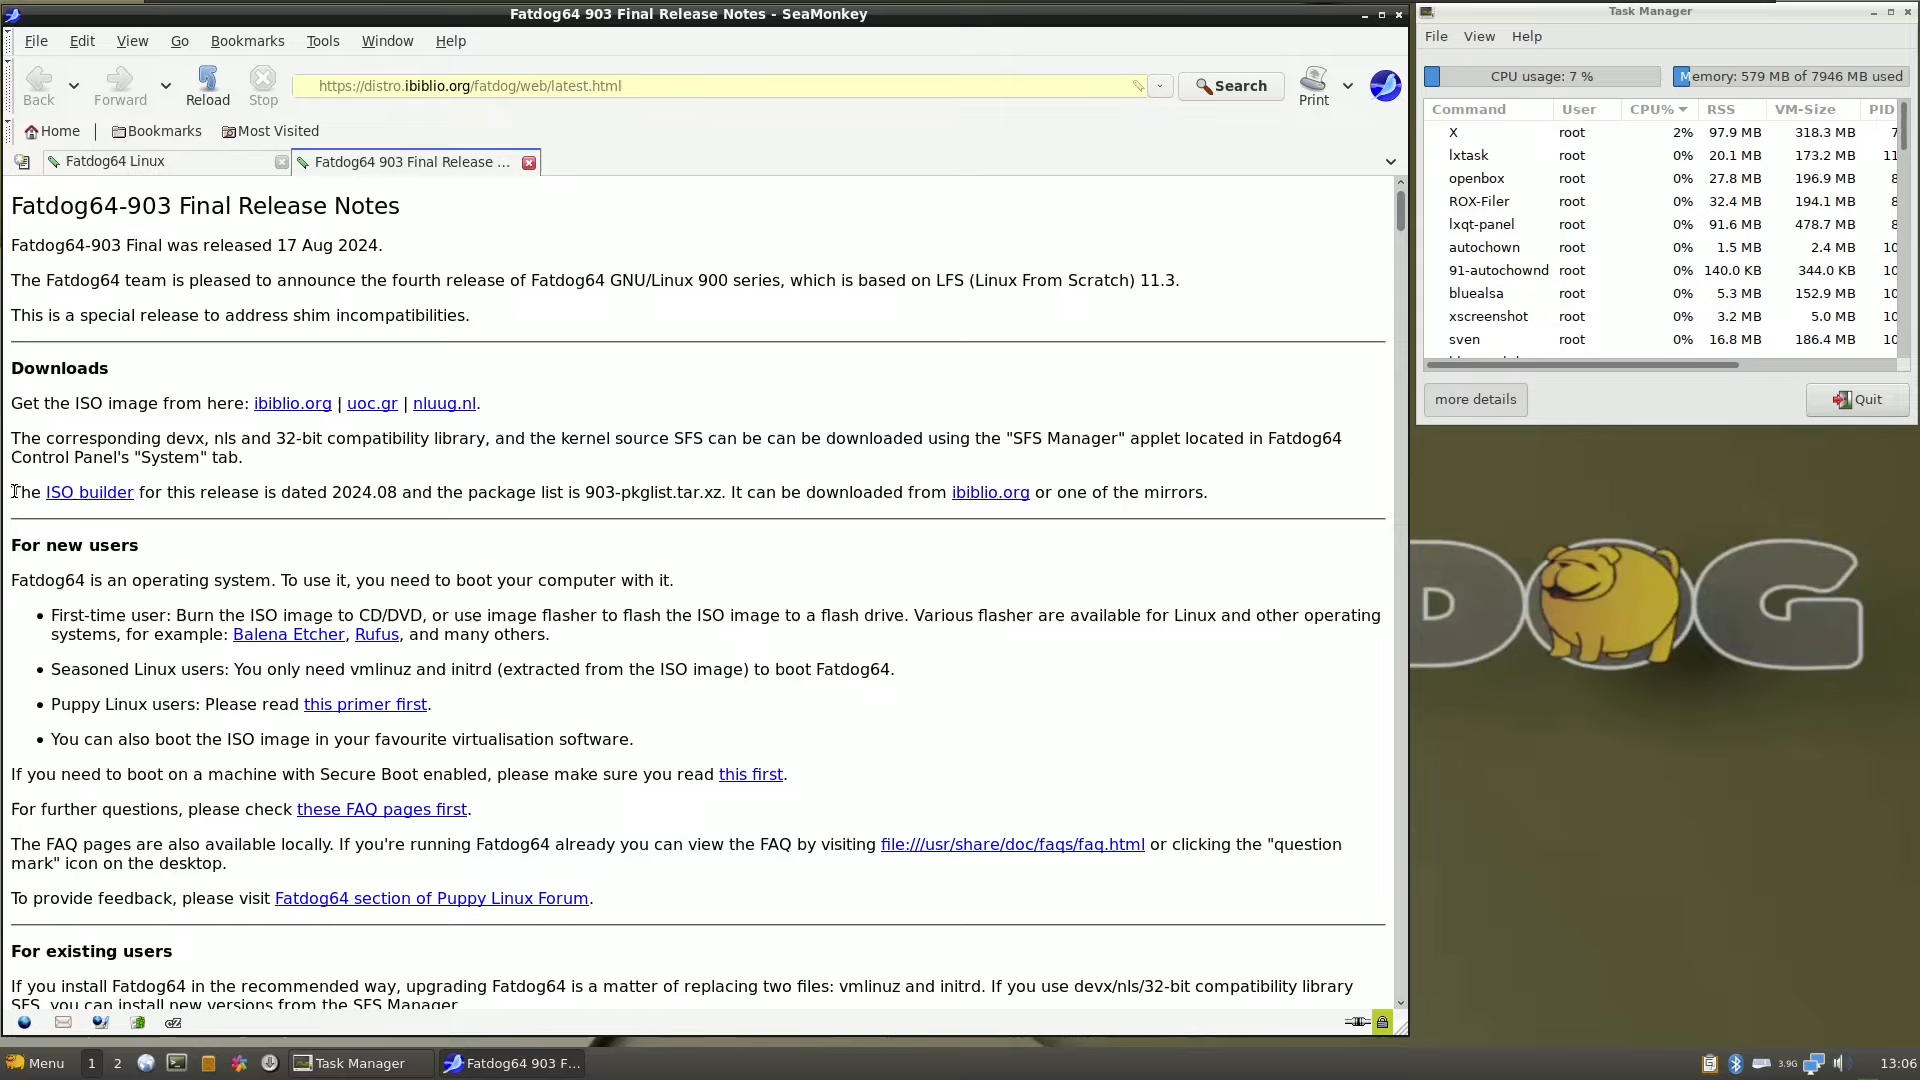 Fatdog64 903 Final Release Notes - SeaMonkey
File Edit View Go Bookmarks Tools Window Help
Back Forward Reload Stop https://distro.ibiblio.org/fatdog/web/latest.html Search Print
Home Bookmarks Most Visited
Fatdog64 Linux Fatdog64 903 Final Release ...
Fatdog64-903 Final Release Notes
Fatdog64-903 Final was released 17 Aug 2024.
The Fatdog64 team is pleased to announce the fourth release of Fatdog64 GNU/Linux 900 series, which is based on LFS (Linux From Scratch) 11.3.
This is a special release to address shim incompatibilities.
Downloads
Get the ISO image from here: ibiblio.org | uoc.gr | nluug.nl.
The corresponding devx, nls and 32-bit compatibility library, and the kernel source SFS can be can be downloaded using the "SFS Manager" applet located in Fatdog64
Control Panel's "System" tab.
The ISO builder for this release is dated 2024.08 and the package list is 903-pkglist.tar.xz. It can be downloaded from ibiblio.org or one of the mirrors.
For new users
Fatdog64 is an operating system. To use it, you need to boot your computer with it.
• First-time user: Burn the ISO image to CD/DVD, or use image flasher to flash the ISO image to a flash drive. Various flasher are available for Linux and other operating
systems, for example: Balena Etcher, Rufus, and many others.
• Seasoned Linux users: You only need vmlinuz and initrd (extracted from the ISO image) to boot Fatdog64.
• Puppy Linux users: Please read this primer first.
• You can also boot the ISO image in your favourite virtualisation software.
If you need to boot on a machine with Secure Boot enabled, please make sure you read this first.
For further questions, please check these FAQ pages first.
The FAQ pages are also available locally. If you're running Fatdog64 already you can view the FAQ by visiting file:///usr/share/doc/faqs/faq.html or clicking the "question
mark" icon on the desktop.
To provide feedback, please visit Fatdog64 section of Puppy Linux Forum.
For existing users
If you install Fatdog64 in the recommended way, upgrading Fatdog64 is a matter of replacing two files: vmlinuz and initrd. If you use devx/nls/32-bit compatibility library
SFS, you can install new versions from the SFS Manager.
Task Manager
File View Help
CPU usage: 7 % Memory: 579 MB of 7946 MB used
Command User CPU% RSS VM-Size PID
X root 2% 97.9 MB 318.3 MB 7
lxtask root 0% 20.1 MB 173.2 MB 11
openbox root 0% 27.8 MB 196.9 MB 8
ROX-Filer root 0% 32.4 MB 194.1 MB 8
lxqt-panel root 0% 91.6 MB 478.7 MB 8
autochown root 0% 1.5 MB 2.4 MB 10
91-autochownd root 0% 140.0 KB 344.0 KB 10
bluealsa root 0% 5.3 MB 152.9 MB 10
xscreenshot root 0% 3.2 MB 5.0 MB 10
sven root 0% 16.8 MB 186.4 MB 10
more details Quit
D G
Menu 1 2 Task Manager Fatdog64 903 F... 3.9G 13:06